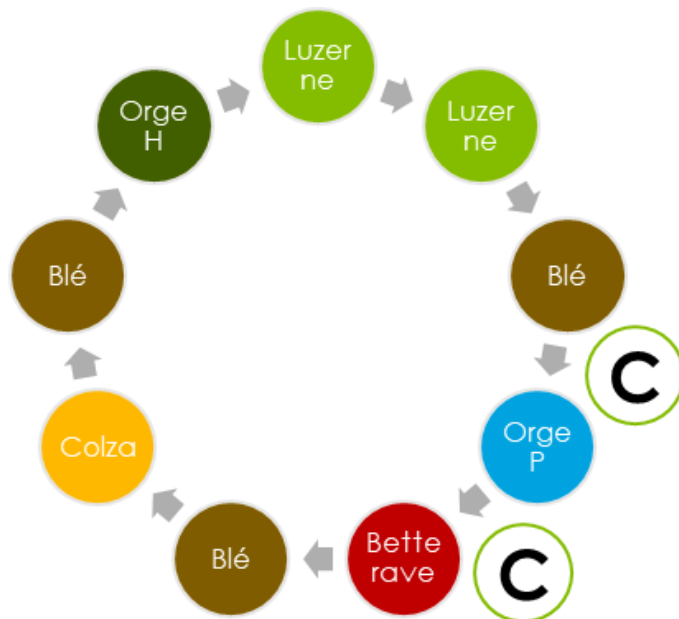 Luzer
ne
Luzer
ne
Blé
C
Orge
P
C
Bette
rave
Blé
Colza
Blé
Orge
H